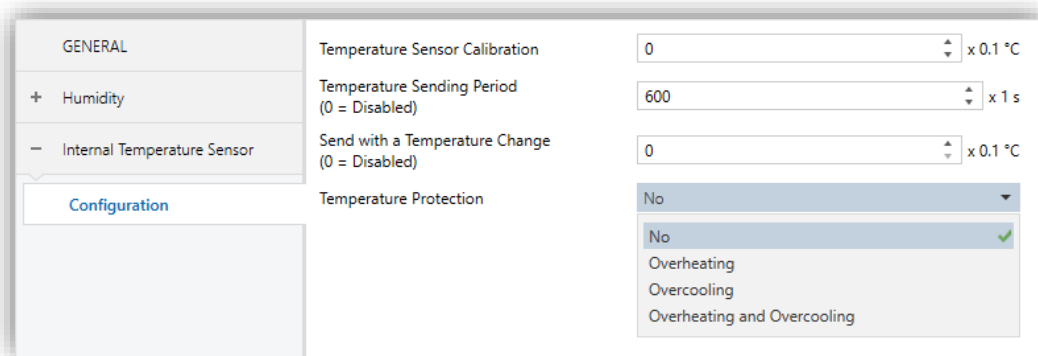 GENERAL
+ Humidity
− Internal Temperature Sensor
Configuration
Temperature Sensor Calibration
0
x 0.1 °C
Temperature Sending Period
(0 = Disabled)
600
x 1 s
Send with a Temperature Change
(0 = Disabled)
0
x 0.1 °C
Temperature Protection
No
No
Overheating
Overcooling
Overheating and Overcooling